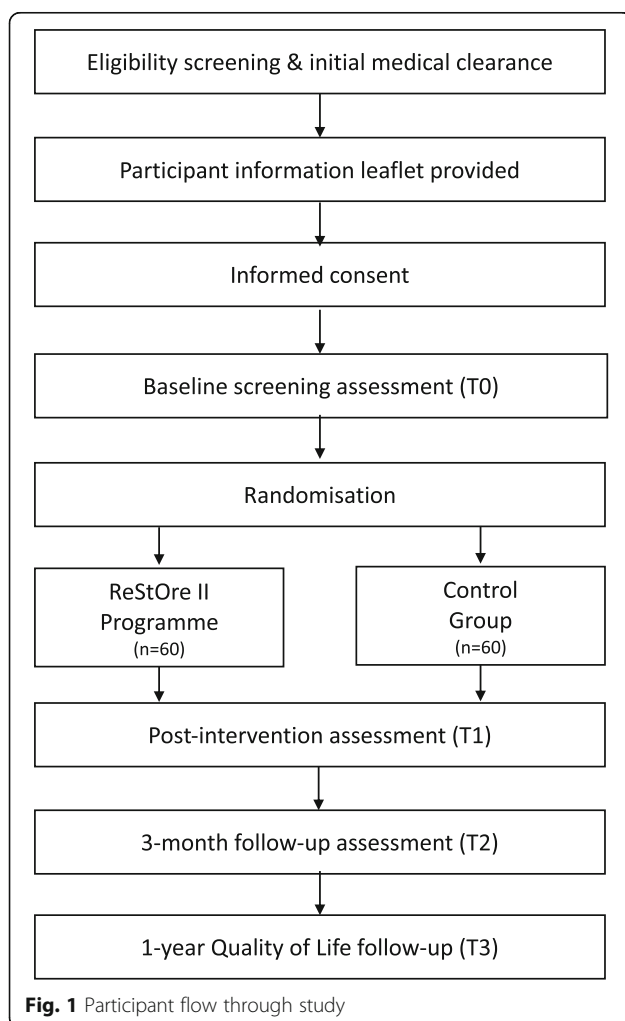 Eligibility screening & initial medical clearance
Participant information leaflet provided
Informed consent
Baseline screening assessment (T0)
Randomisation
ReStOre II
Programme
(n=60)
Control
Group
(n=60)
Post-intervention assessment (T1)
3-month follow-up assessment (T2)
1-year Quality of Life follow-up (T3)
Fig. 1 Participant flow through study